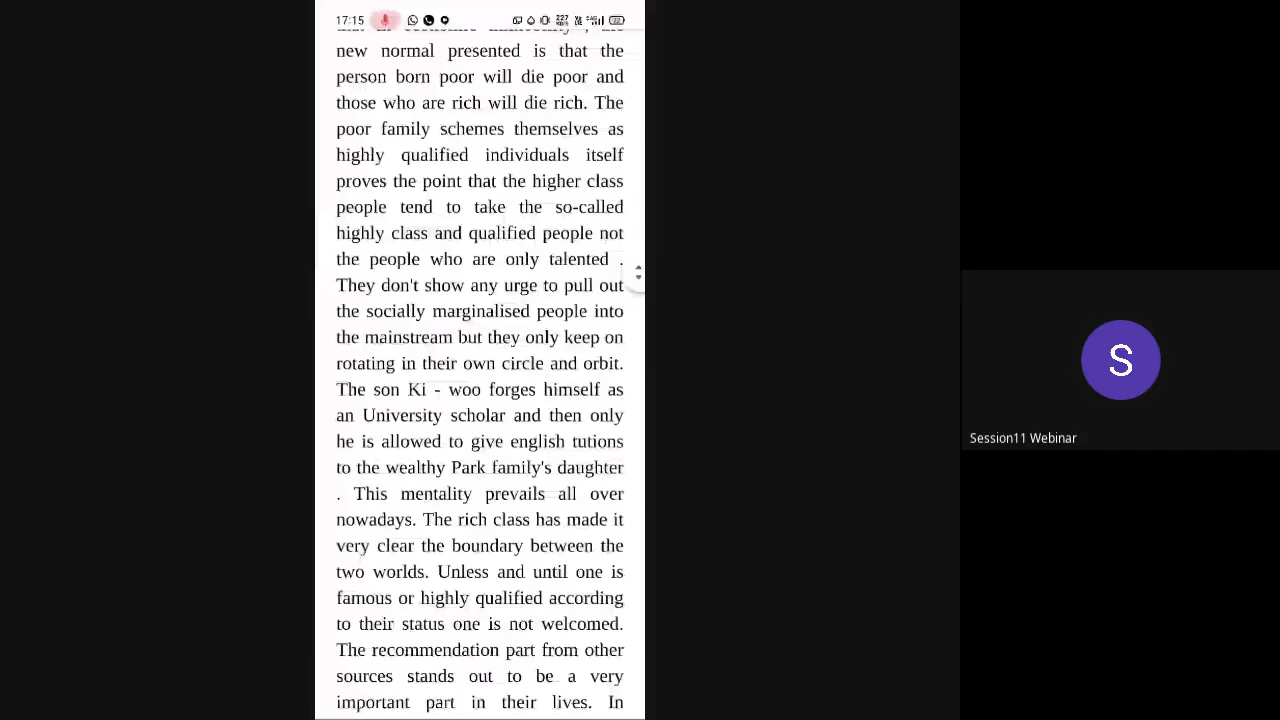 17:15
new normal presented is that the
person born poor will die poor and
those who are rich will die rich. The
poor family schemes themselves as
highly qualified individuals itself
proves the point that the higher class
people tend to take the so-called
highly class and qualified people not
the people who are only talented .
They don't show any urge to pull out
the socially marginalised people into
the mainstream but they only keep on
rotating in their own circle and orbit.
The son Ki - woo forges himself as
an University scholar and then only
he is allowed to give english tutions
to the wealthy Park family's daughter
. This mentality prevails all over
nowadays. The rich class has made it
very clear the boundary between the
two worlds. Unless and until one is
famous or highly qualified according
to their status one is not welcomed.
The recommendation part from other
sources stands out to be a very
important part in their lives. In
S
Session11 Webinar